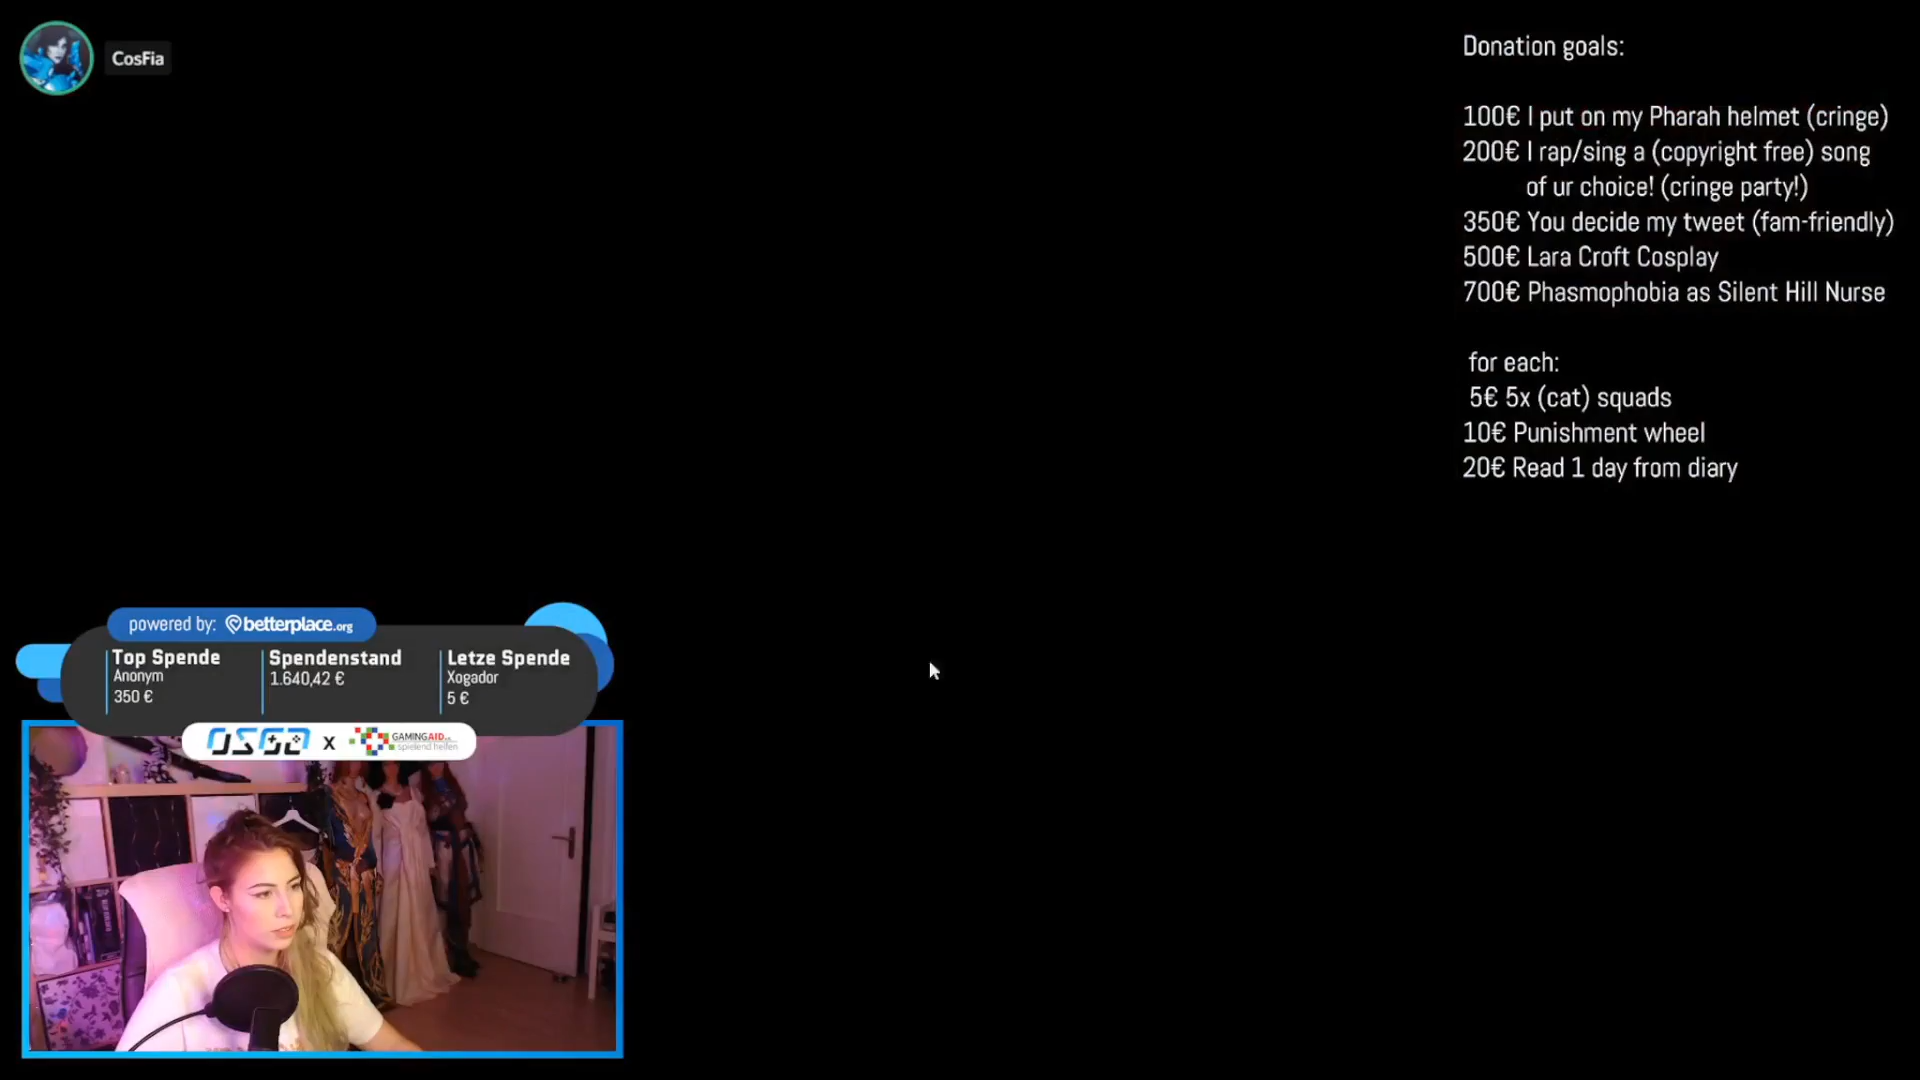 CosFia
Donation goals:
100€ I put on my Pharah helmet (cringe)
200€ I rap/sing a (copyright free) song
of ur choice! (cringe party!)
350€ You decide my tweet (fam-friendly)
500€ Lara Croft Cosplay
700€ Phasmophobia as Silent Hill Nurse
for each:
5€ 5x (cat) squads
10€ Punishment wheel
20€ Read 1 day from diary
powered by: betterplace.org
Top Spende
Anonym
350 €
Spendenstand
1.640,42 €
Letze Spende
Xogador
5 €
x
GAMINGAID
spielend helfen